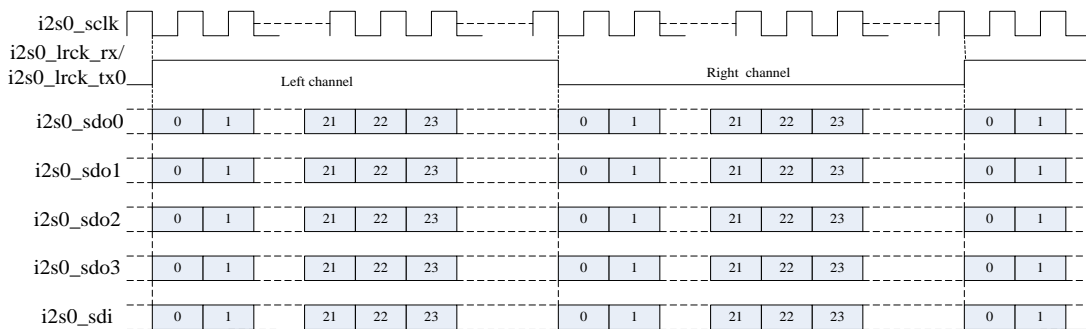 i2s0_sclk
i2s0_lrck_rx/
i2s0_lrck_tx0
Left channel
Right channel
i2s0_sdo0 0 1 21 22 23 0 1 21 22 23 0 1
i2s0_sdo1 0 1 21 22 23 0 1 21 22 23 0 1
i2s0_sdo2 0 1 21 22 23 0 1 21 22 23 0 1
i2s0_sdo3 0 1 21 22 23 0 1 21 22 23 0 1
i2s0_sdi 0 1 21 22 23 0 1 21 22 23 0 1